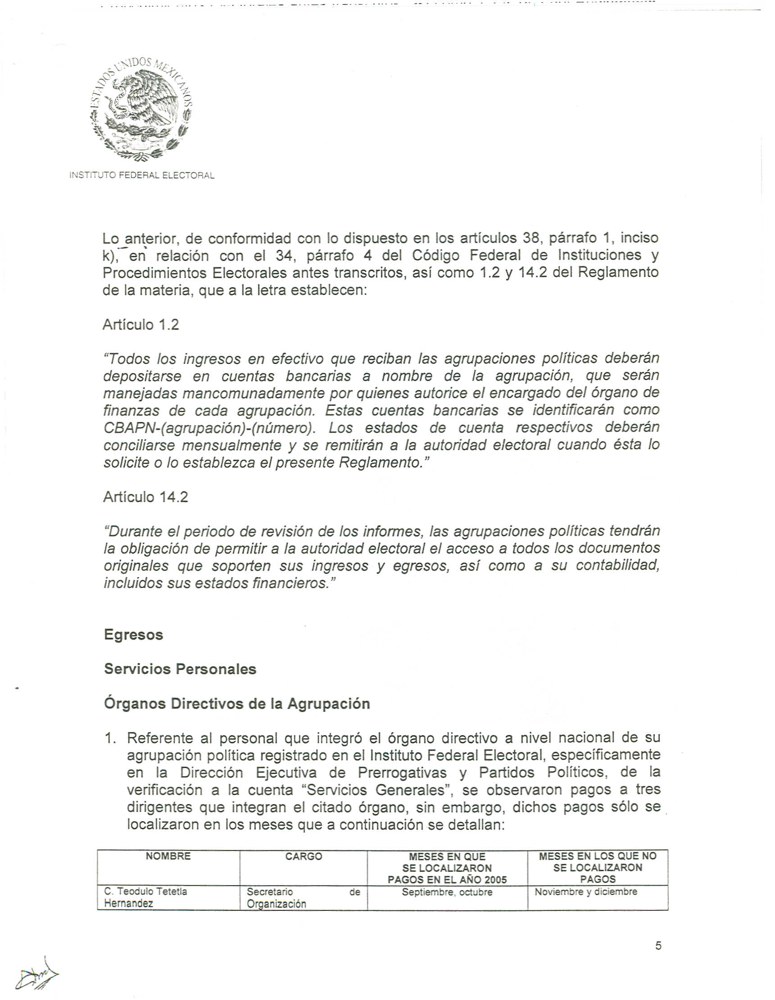 ESTADOS UNIDOS MEXICANOS
INSTITUTO FEDERAL ELECTORAL
Lo anterior, de conformidad con lo dispuesto en los artículos 38, párrafo 1, inciso
k), en relación con el 34, párrafo 4 del Código Federal de Instituciones y
Procedimientos Electorales antes transcritos, así como 1.2 y 14.2 del Reglamento
de la materia, que a la letra establecen:
Artículo 1.2
“Todos los ingresos en efectivo que reciban las agrupaciones políticas deberán
depositarse en cuentas bancarias a nombre de la agrupación, que serán
manejadas mancomunadamente por quienes autorice el encargado del órgano de
finanzas de cada agrupación. Estas cuentas bancarias se identificarán como
CBAPN-(agrupación)-(número). Los estados de cuenta respectivos deberán
conciliarse mensualmente y se remitirán a la autoridad electoral cuando ésta lo
solicite o lo establezca el presente Reglamento.”
Artículo 14.2
“Durante el periodo de revisión de los informes, las agrupaciones políticas tendrán
la obligación de permitir a la autoridad electoral el acceso a todos los documentos
originales que soporten sus ingresos y egresos, así como a su contabilidad,
incluidos sus estados financieros.”
Egresos
Servicios Personales
Órganos Directivos de la Agrupación
1. Referente al personal que integró el órgano directivo a nivel nacional de su
agrupación política registrado en el Instituto Federal Electoral, específicamente
en la Dirección Ejecutiva de Prerrogativas y Partidos Políticos, de la
verificación a la cuenta “Servicios Generales”, se observaron pagos a tres
dirigentes que integran el citado órgano, sin embargo, dichos pagos sólo se
localizaron en los meses que a continuación se detallan:
NOMBRE
CARGO
MESES EN QUE
SE LOCALIZARON
PAGOS EN EL AÑO 2005
MESES EN LOS QUE NO
SE LOCALIZARON
PAGOS
C. Teodulo Tetetla
Hernandez
Secretario de
Organización
Septiembre, octubre
Noviembre y diciembre
5